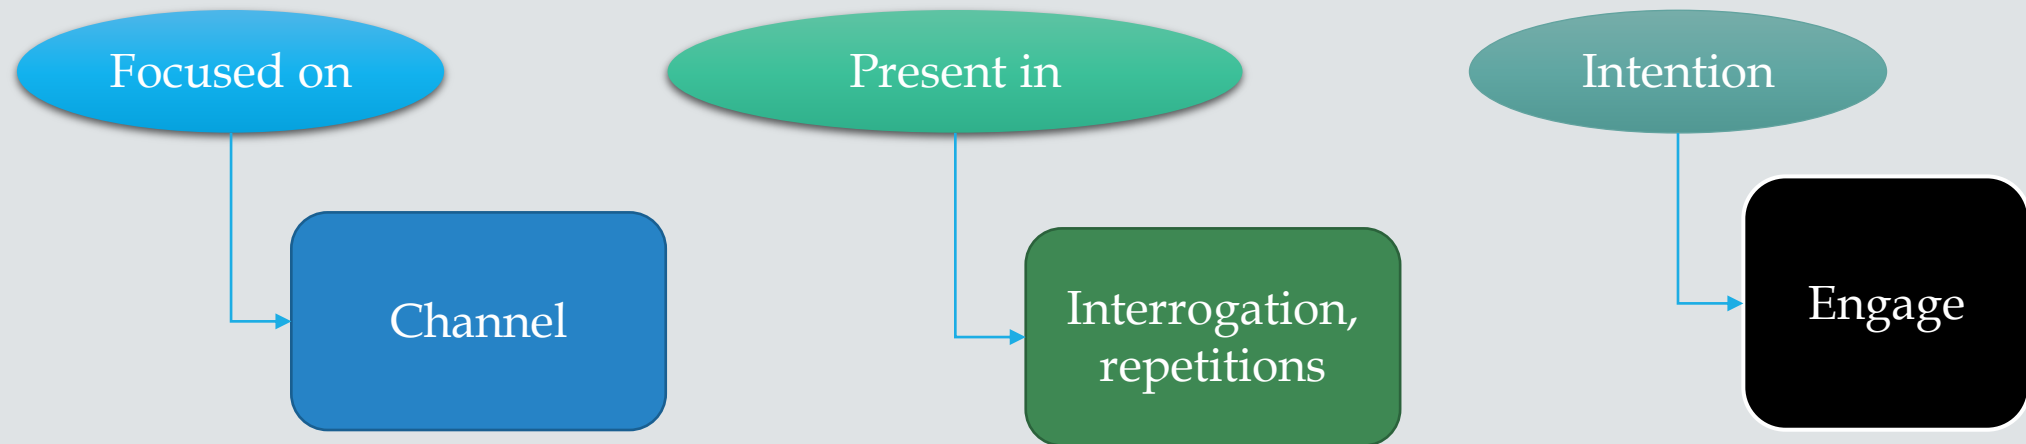 Focused on
Present in
Intention
Channel
Interrogation,
repetitions
Engage